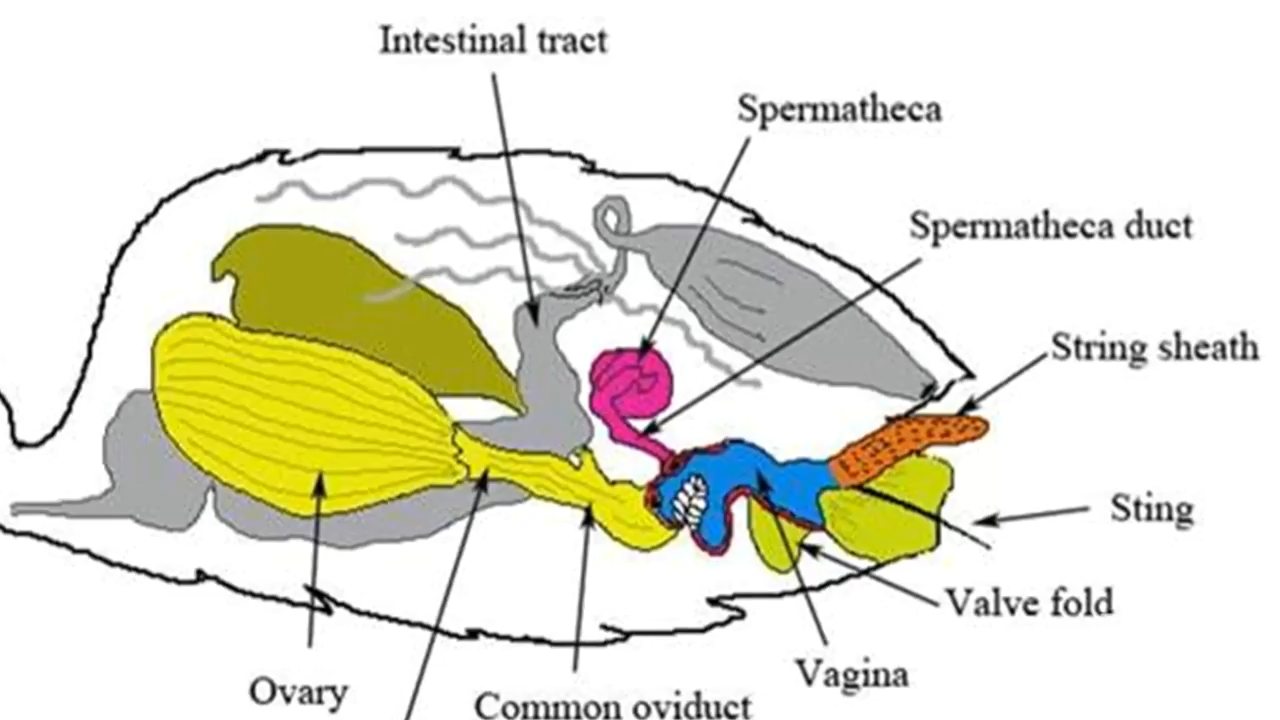 Intestinal tract
Spermatheca
Spermatheca duct
String sheath
Sting
Valve fold
Vagina
Ovary
Common oviduct